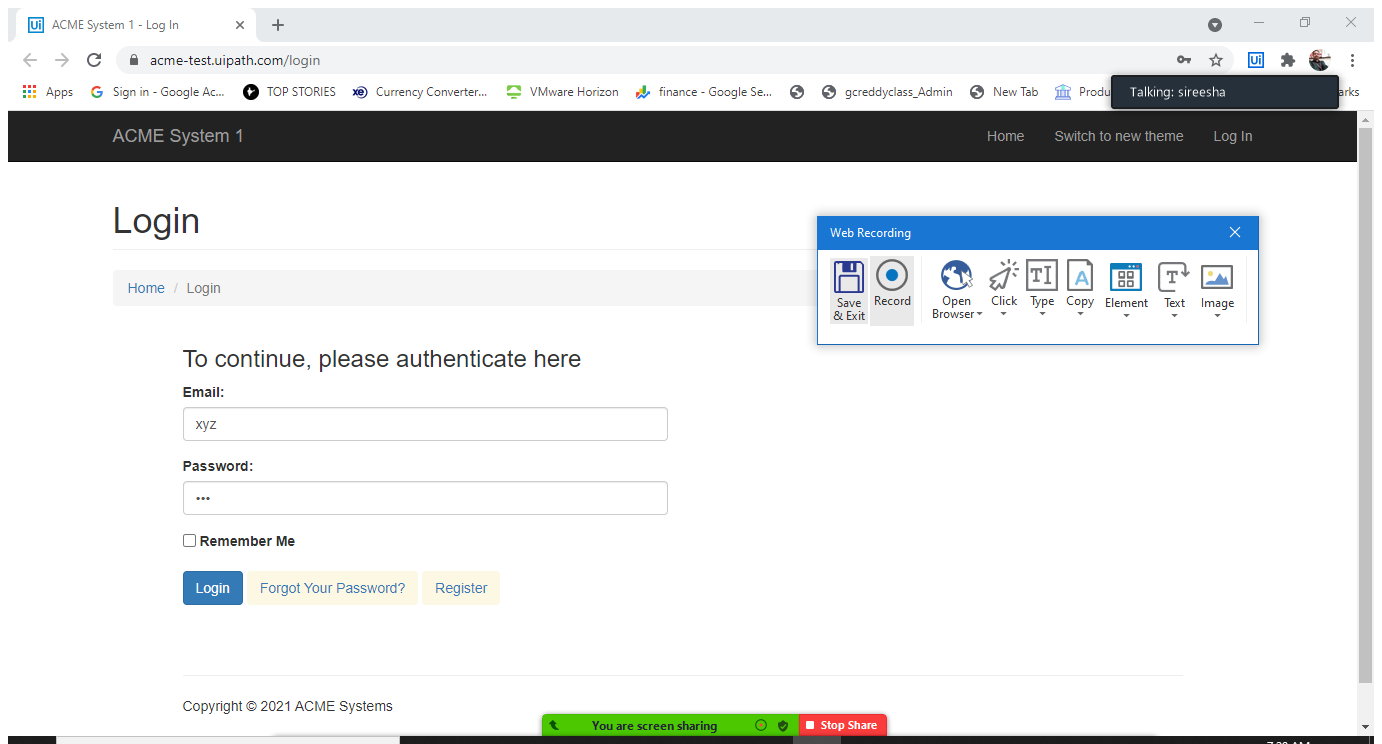 Ui ACME System 1 - Log In
acme-test.uipath.com/login
Ui
Apps Sign in - Google Ac... TOP STORIES Currency Converter... VMware Horizon finance - Google Se... gcreddyclass_Admin New Tab Produ arks
Talking: sireesha
ACME System 1 Home Switch to new theme Log In
Login
Web Recording
Home / Login
Save & Exit
Record
Open Browser
Click
Type
Copy
Element
Text
Image
To continue, please authenticate here
Email:
xyz
Password:
•••
Remember Me
Login Forgot Your Password? Register
Copyright © 2021 ACME Systems
You are screen sharing Stop Share